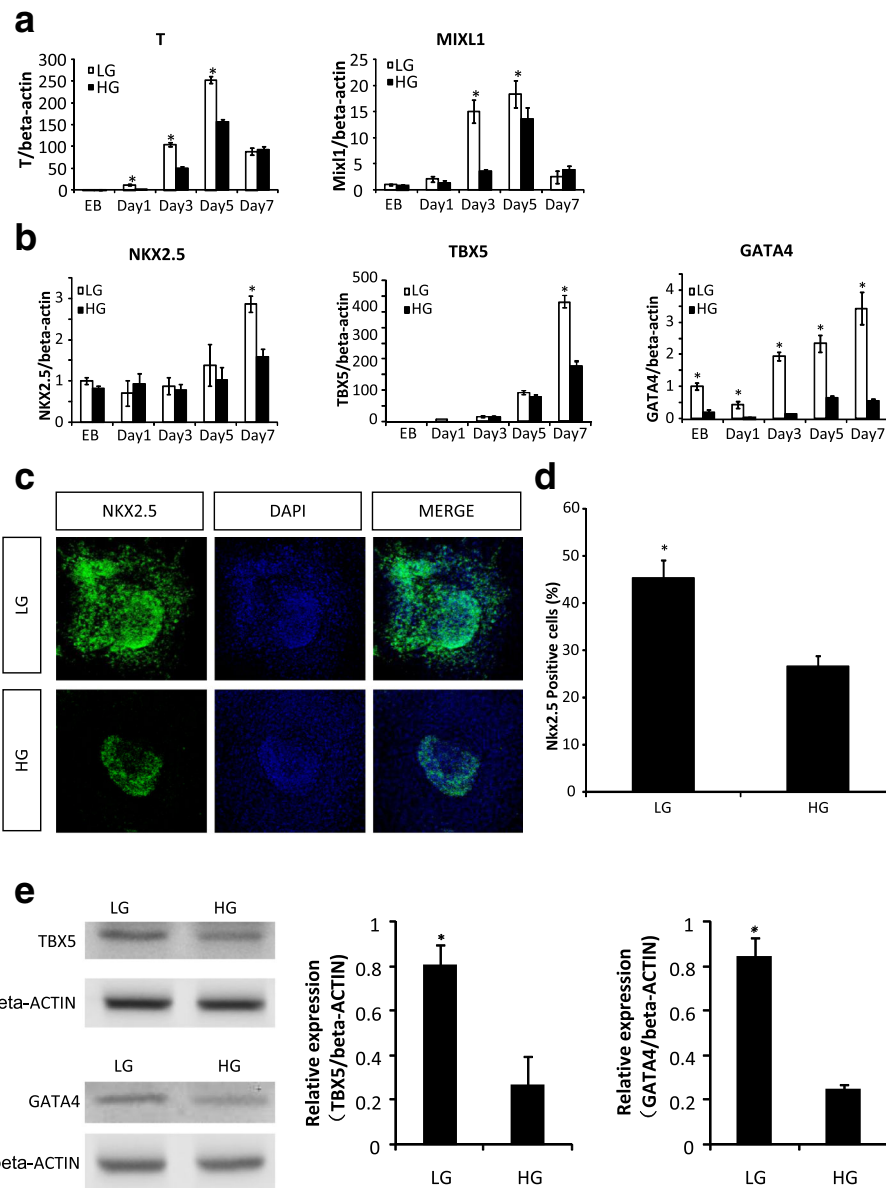 a
T
T/beta-actin
300
250
200
150
100
50
0
LG
HG
*
*
*
EB Day1 Day3 Day5 Day7
MIXL1
Mixl1/beta-actin
25
20
15
10
5
0
LG
HG
*
*
EB Day1 Day3 Day5 Day7
b
NKX2.5
NKX2.5/beta-actin
3
2
1
0
LG
HG
*
EB Day1 Day3 Day5 Day7
TBX5
TBX5/beta-actin
500
400
300
200
100
0
LG
HG
*
EB Day1 Day3 Day5 Day7
GATA4
GATA4/beta-actin
4
3
2
1
0
LG
HG
*
*
*
*
*
EB Day1 Day3 Day5 Day7
c
NKX2.5 DAPI MERGE
LG
HG
d
Nkx2.5 Positive cells (%)
60
50
40
30
20
10
0
*
LG HG
e
LG HG
TBX5
eta-ACTIN
LG HG
GATA4
eta-ACTIN
Relative expression
（TBX5/beta-ACTIN)
1
0.8
0.6
0.4
0.2
0
*
LG HG
Relative expression
（GATA4/beta-ACTIN)
1
0.8
0.6
0.4
0.2
0
*
LG HG